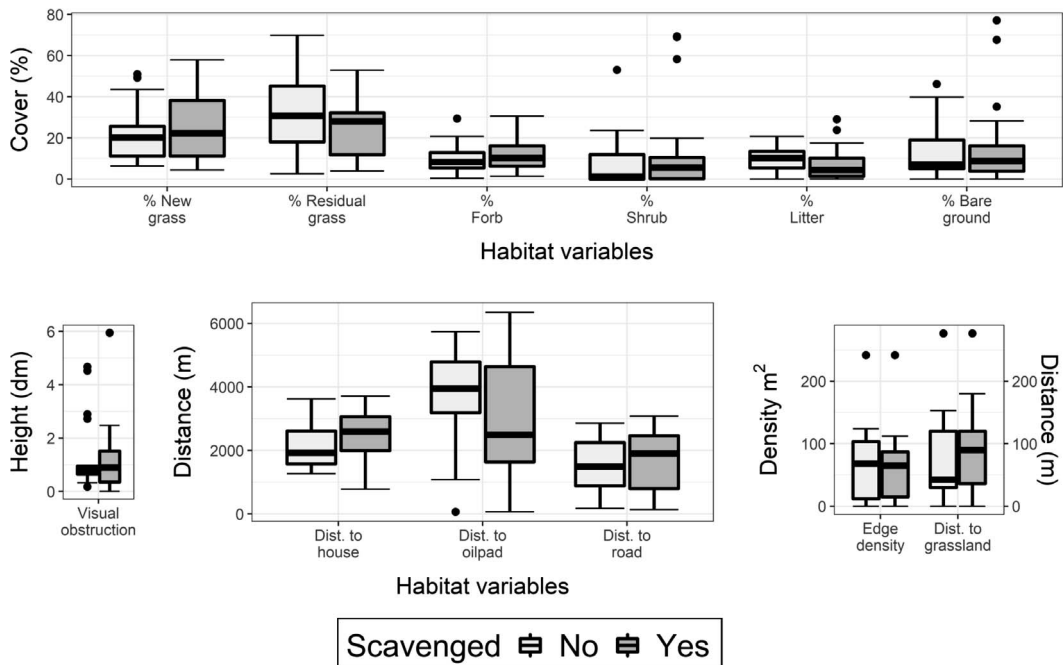 Cover (%)
80
60
40
20
0
% New
grass
% Residual
grass
%
Forb
%
Shrub
%
Litter
% Bare
ground
Habitat variables
Height (dm)
6
4
2
0
Visual
obstruction
Distance (m)
6000
4000
2000
0
Dist. to
house
Dist. to
oilpad
Dist. to
road
Habitat variables
Density m²
200
100
0
Edge
density
Dist. to
grassland
200
100
0
Distance (m)
Scavenged No Yes